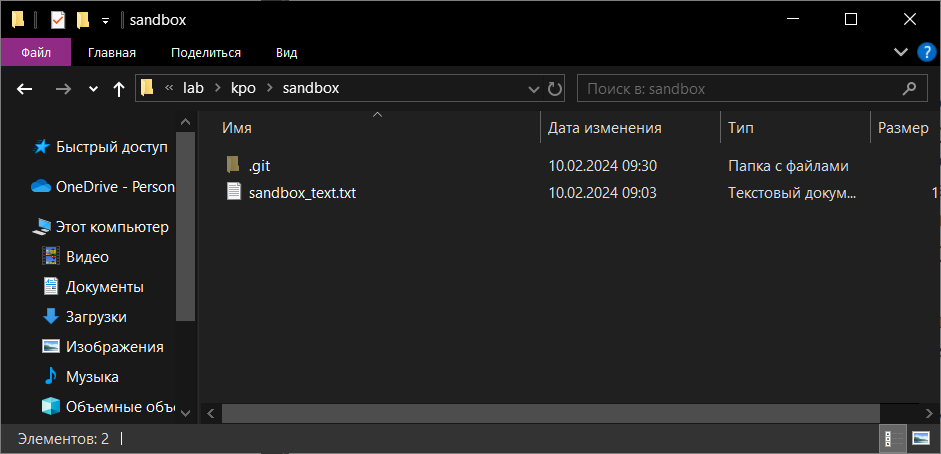 sandbox
Файл Главная Поделиться Вид
« lab > kpo > sandbox Поиск в: sandbox
Имя Дата изменения Тип Размер
.git 10.02.2024 09:30 Папка с файлами
sandbox_text.txt 10.02.2024 09:03 Текстовый докум... 1
Быстрый доступ
OneDrive - Person
Этот компьютер
Видео
Документы
Загрузки
Изображения
Музыка
Объемные объ
Элементов: 2